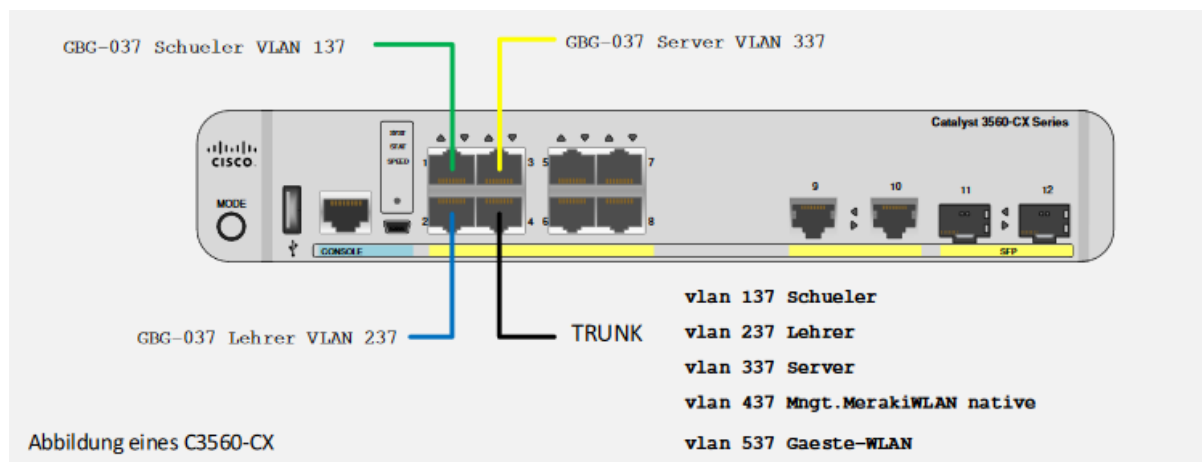 GBG-037 Schueler VLAN 137
GBG-037 Server VLAN 337
Catalyst 3560-CX Series
CISCO
STAT
SPEED
MODE
1
3
5
7
2
4
6
8
9
10
11
12
CONSOLE
SFP
GBG-037 Lehrer VLAN 237
TRUNK
vlan 137 Schueler
vlan 237 Lehrer
vlan 337 Server
vlan 437 Mngt.MerakiWLAN native
vlan 537 Gaeste-WLAN
Abbildung eines C3560-CX